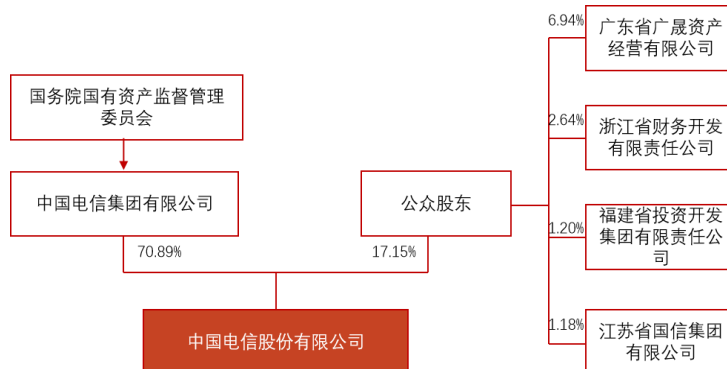 6.94%
广东省广晟资产
经营有限公司
国务院国有资产监督管理
委员会
2.64%
浙江省财务开发
有限责任公司
中国电信集团有限公司
公众股东
1.20%
福建省投资开发
集团有限责任公
司
70.89%
17.15%
中国电信股份有限公司
1.18%
江苏省国信集团
有限公司